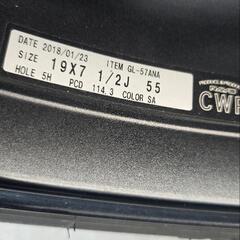 DATE 2018/01/23 ITEM GL-57ANA
SIZE 19X7 1/2J 55
HOLE 5H PCD 114.3 COLOR SA
CWF